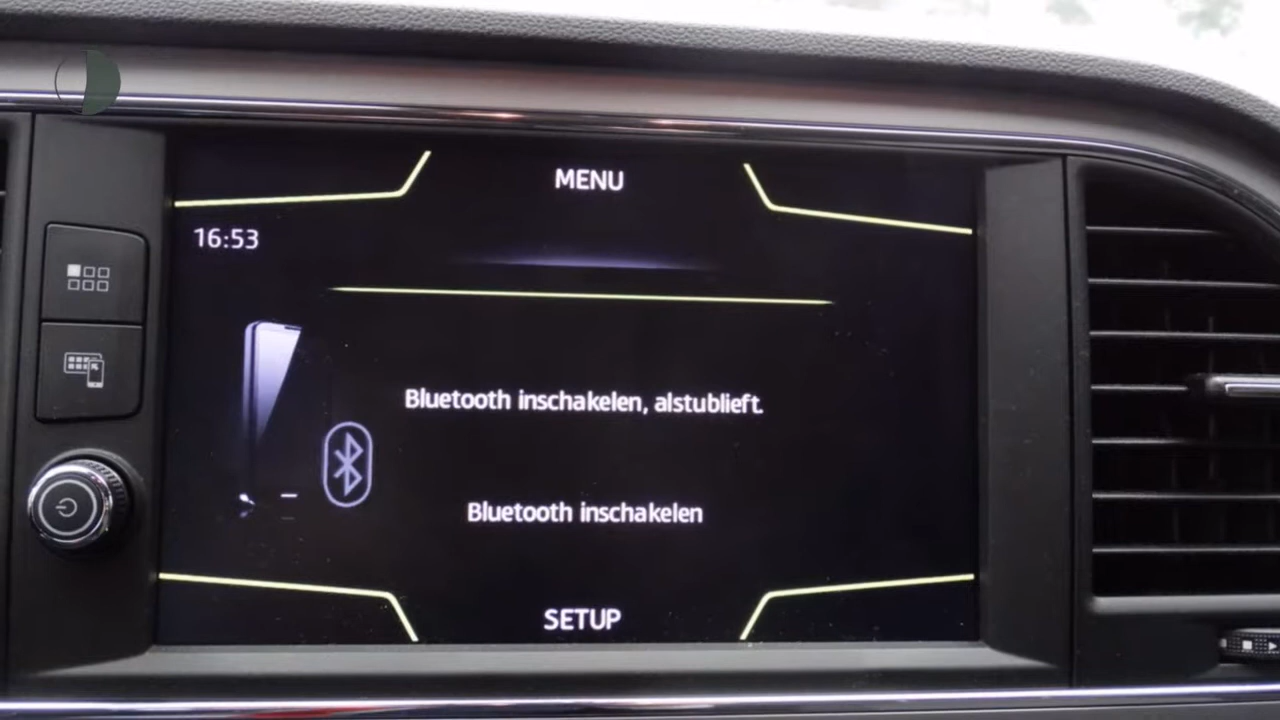 MENU
16:53
Bluetooth inschakelen, alstublieft.
Bluetooth inschakelen
SETUP